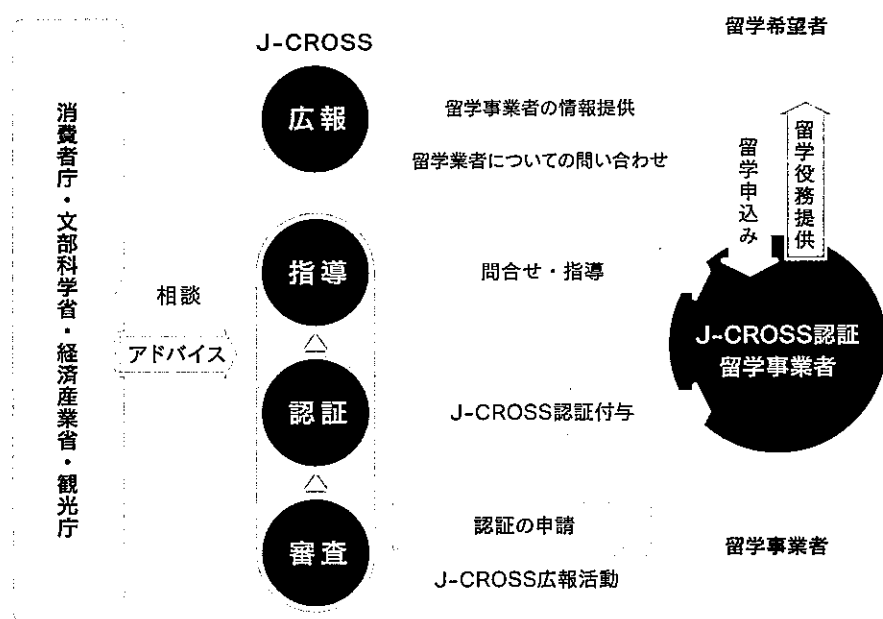 消費者庁・文部科学省・経済産業省・観光庁
相談
アドバイス
J-CROSS
広報
指導
認証
審査
留学事業者の情報提供
留学業者についての問い合わせ
問合せ・指導
J-CROSS認証付与
認証の申請
J-CROSS広報活動
留学希望者
留学申込み
留学役務提供
J-CROSS認証
留学事業者
留学事業者